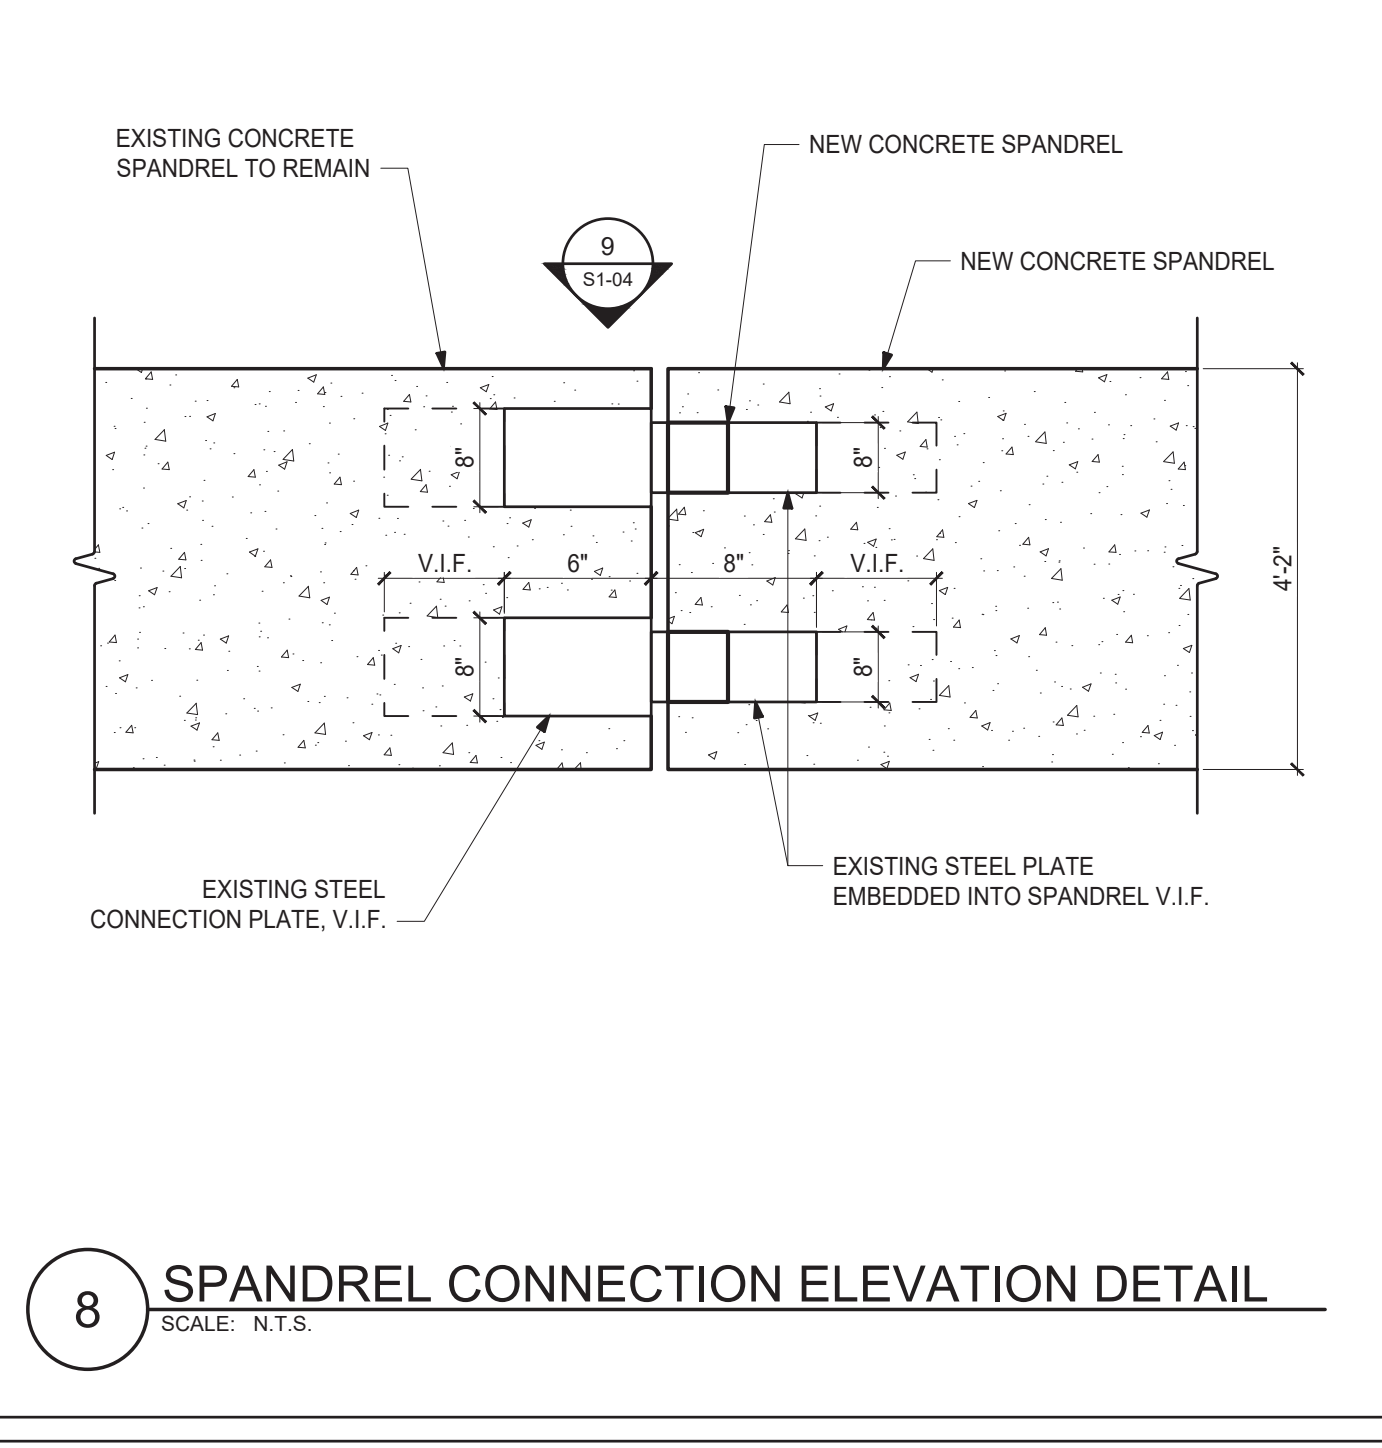 EXISTING CONCRETE
SPANDREL TO REMAIN
NEW CONCRETE SPANDREL
9
S1-04
NEW CONCRETE SPANDREL
8"
8"
V.I.F.
6"
8"
V.I.F.
4'-2"
8"
8"
EXISTING STEEL
CONNECTION PLATE, V.I.F.
EXISTING STEEL PLATE
EMBEDDED INTO SPANDREL V.I.F.
8
SPANDREL CONNECTION ELEVATION DETAIL
SCALE: N.T.S.